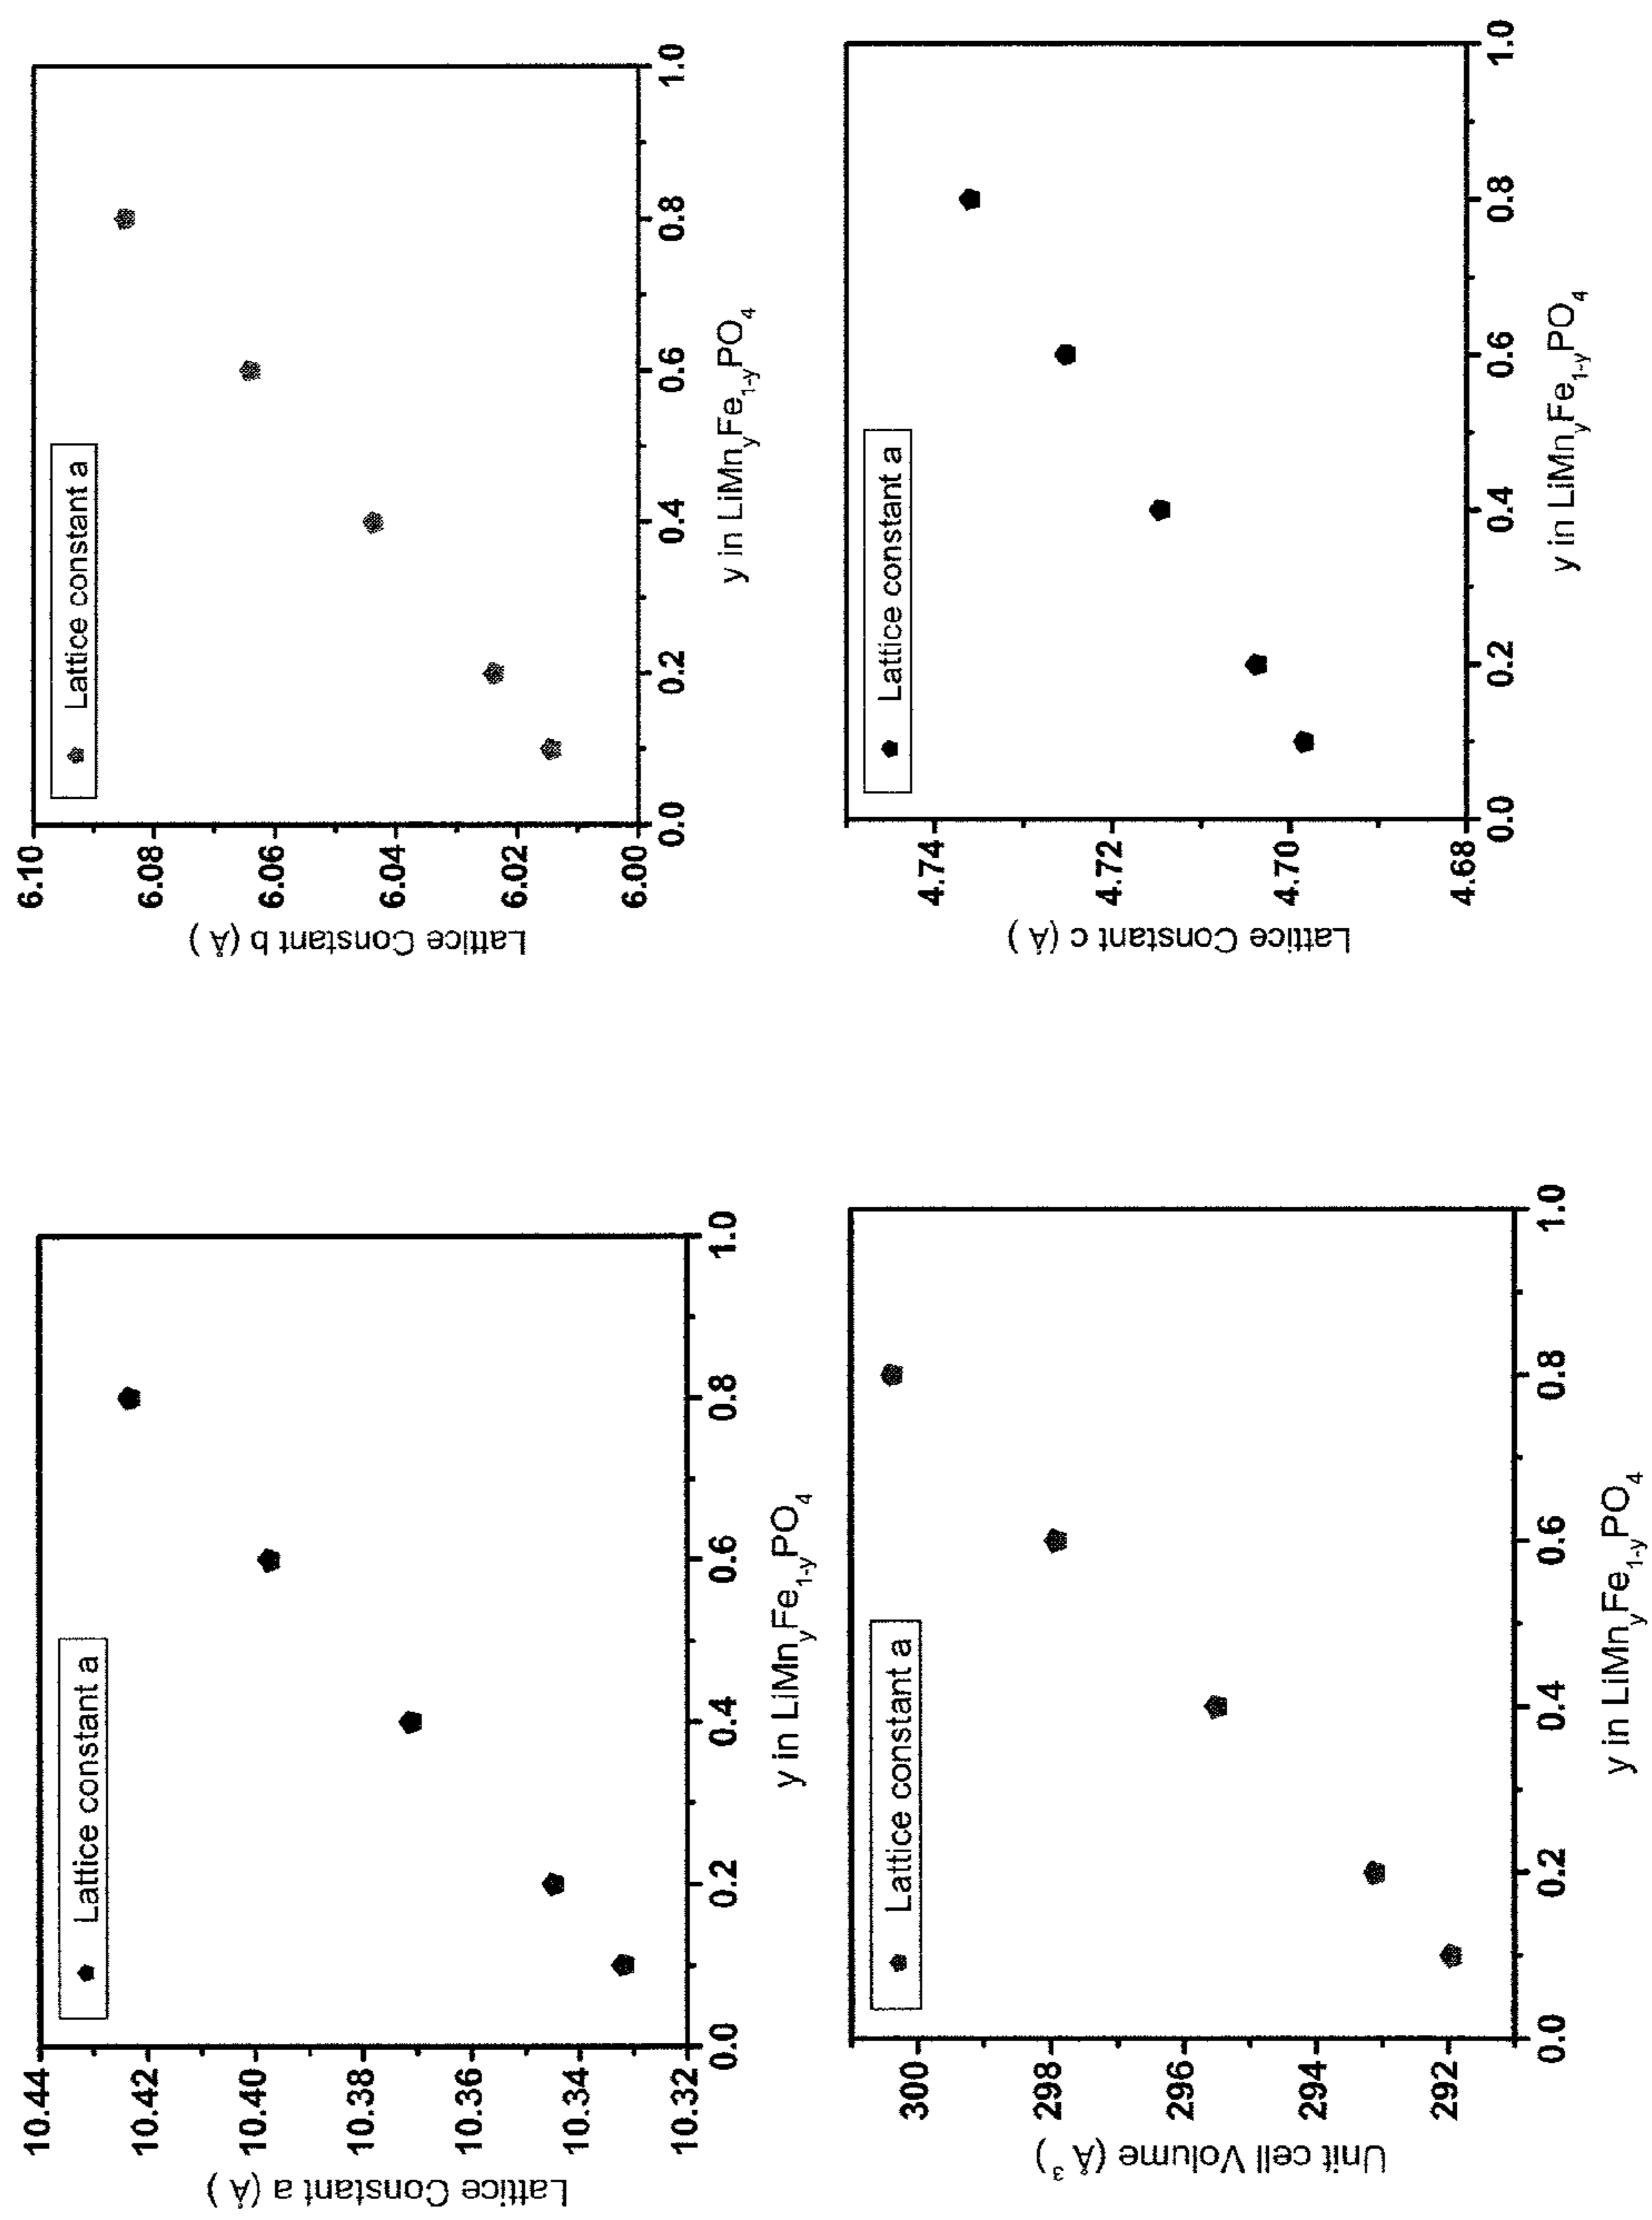 Lattice constant a
10.44
10.42
10.40
10.38
10.36
10.34
10.32
Lattice Constant a (Å )
0.0 0.2 0.4 0.6 0.8 1.0
y in LiMnyFe1-yPO4
Lattice constant a
6.10
6.08
6.06
6.04
6.02
6.00
Lattice Constant b (Å )
0.0 0.2 0.4 0.6 0.8 1.0
y in LiMnyFe1-yPO4
Lattice constant a
300
298
296
294
292
Unit cell Volume (Å3 )
0.0 0.2 0.4 0.6 0.8 1.0
y in LiMnyFe1-yPO4
Lattice constant a
4.74
4.72
4.70
4.68
Lattice Constant c (Å )
0.0 0.2 0.4 0.6 0.8 1.0
y in LiMnyFe1-yPO4